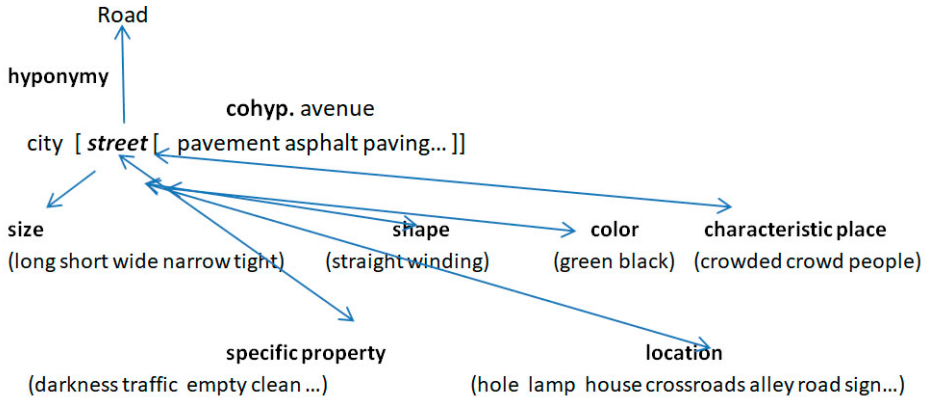 Road
hyponymy
cohyp. avenue
city [ street [ pavement asphalt paving... ]]
size shape color characteristic place
(long short wide narrow tight) (straight winding) (green black) (crowded crowd people)
specific property location
(darkness traffic empty clean ...) (hole lamp house crossroads alley road sign...)